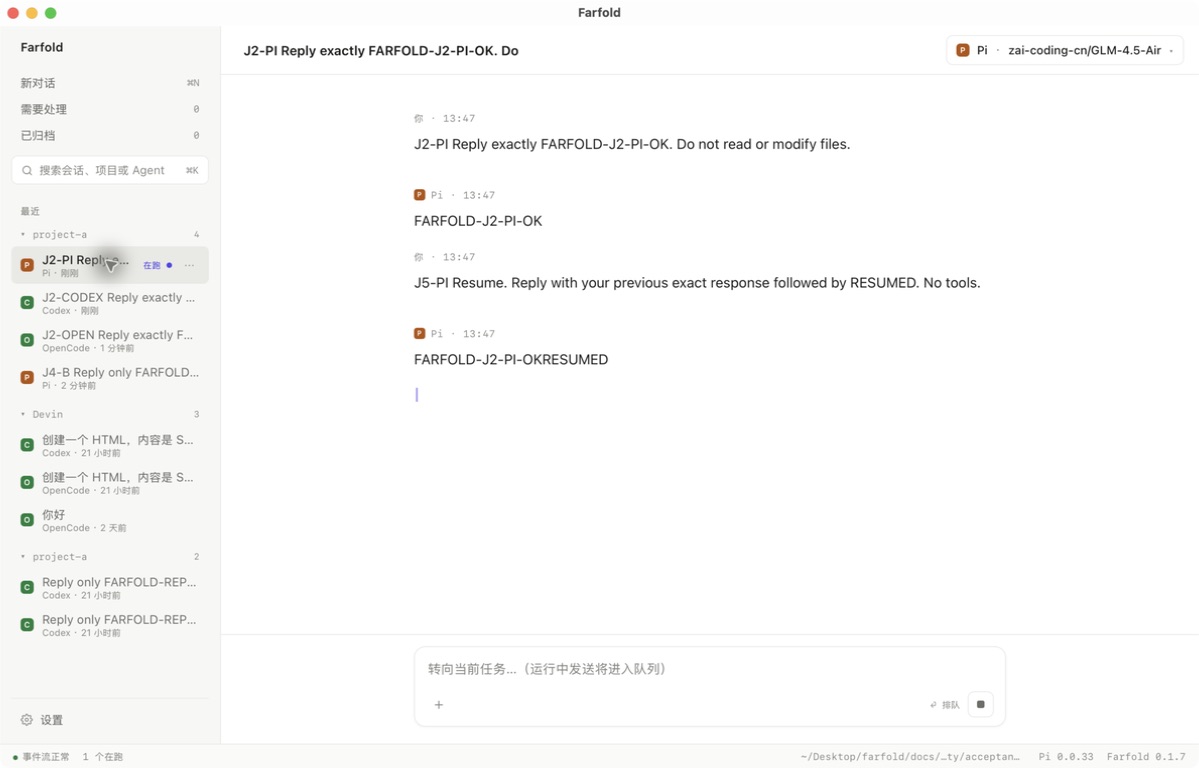 Farfold
Farfold
新对话 ⌘N
需要处理 0
已归档 0
搜索会话、项目或 Agent ⌘K
最近
project-a 4
P J2-PI Reply ... 在跑 ...
Pi · 刚刚
C J2-CODEX Reply exactly ...
Codex · 刚刚
O J2-OPEN Reply exactly F...
OpenCode · 1 分钟前
P J4-B Reply only FARFOLD...
Pi · 2 分钟前
Devin 3
C 创建一个 HTML，内容是 S...
Codex · 21 小时前
O 创建一个 HTML，内容是 S...
OpenCode · 21 小时前
O 你好
OpenCode · 2 天前
project-a 2
C Reply only FARFOLD-REP...
Codex · 21 小时前
C Reply only FARFOLD-REP...
Codex · 21 小时前
设置
J2-PI Reply exactly FARFOLD-J2-PI-OK. Do
P Pi · zai-coding-cn/GLM-4.5-Air
你 · 13:47
J2-PI Reply exactly FARFOLD-J2-PI-OK. Do not read or modify files.
P Pi · 13:47
FARFOLD-J2-PI-OK
你 · 13:47
J5-PI Resume. Reply with your previous exact response followed by RESUMED. No tools.
P Pi · 13:47
FARFOLD-J2-PI-OKRESUMED
转向当前任务...（运行中发送将进入队列）
+ ⏎ 排队
事件流正常 1 个在跑
~/Desktop/farfold/docs/…ty/acceptan… Pi 0.0.33 Farfold 0.1.7